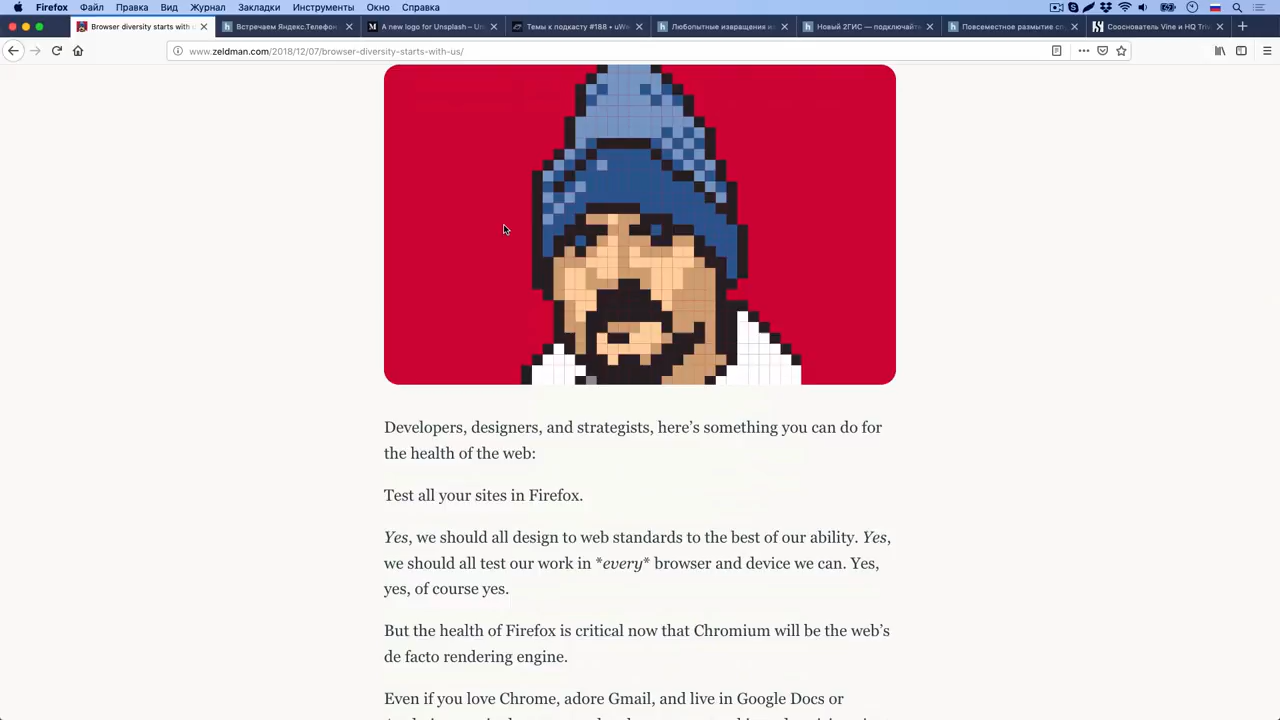 Firefox Файл Правка Вид Журнал Закладки Инструменты Окно Справка
Browser diversity starts with Встречаем Яндекс.Телефон A new logo for Unsplash – Темы к подкасту #188 • uWe Любопытные извращения и Новый 2ГИС — подключайте Повсеместное размытие со Сооснователь Vine и HQ Triv
www.zeldman.com/2018/12/07/browser-diversity-starts-with-us/
Developers, designers, and strategists, here’s something you can do for
the health of the web:
Test all your sites in Firefox.
Yes, we should all design to web standards to the best of our ability. Yes,
we should all test our work in *every* browser and device we can. Yes,
yes, of course yes.
But the health of Firefox is critical now that Chromium will be the web’s
de facto rendering engine.
Even if you love Chrome, adore Gmail, and live in Google Docs or